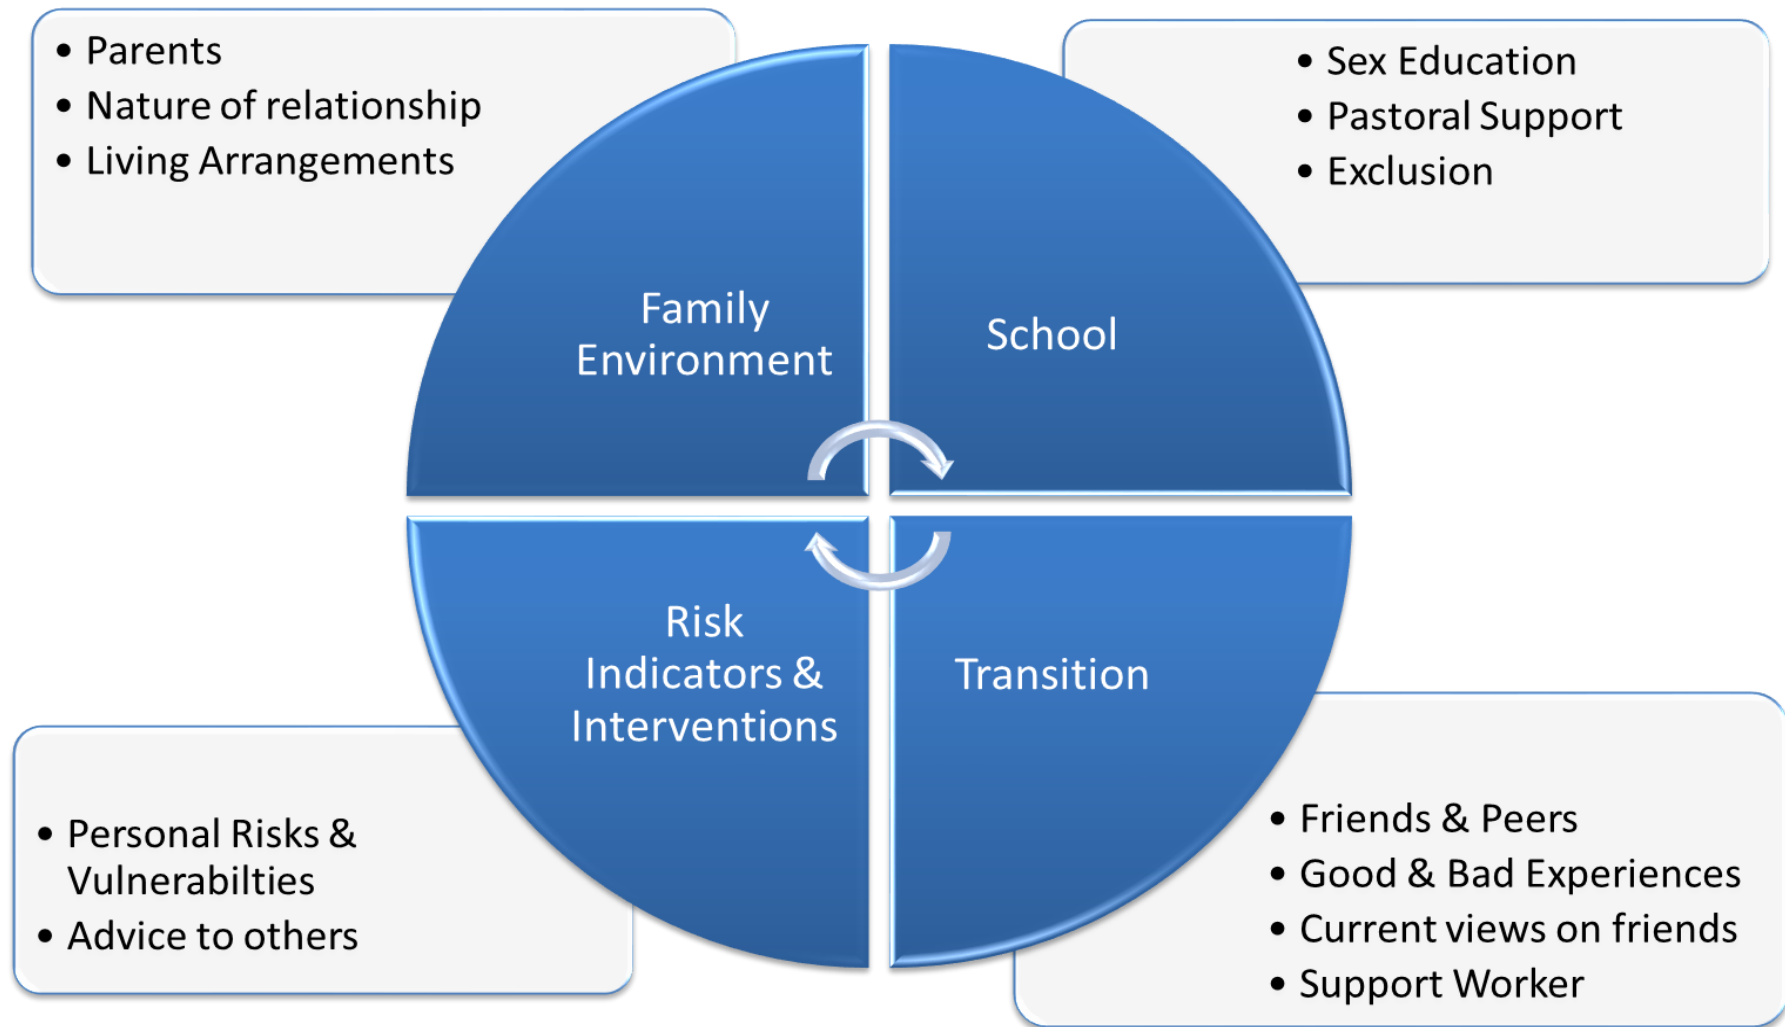 • Parents
• Nature of relationship
• Living Arrangements
• Sex Education
• Pastoral Support
• Exclusion
Family
Environment
School
Risk
Indicators &
Interventions
Transition
• Personal Risks &
Vulnerabilties
• Advice to others
• Friends & Peers
• Good & Bad Experiences
• Current views on friends
• Support Worker